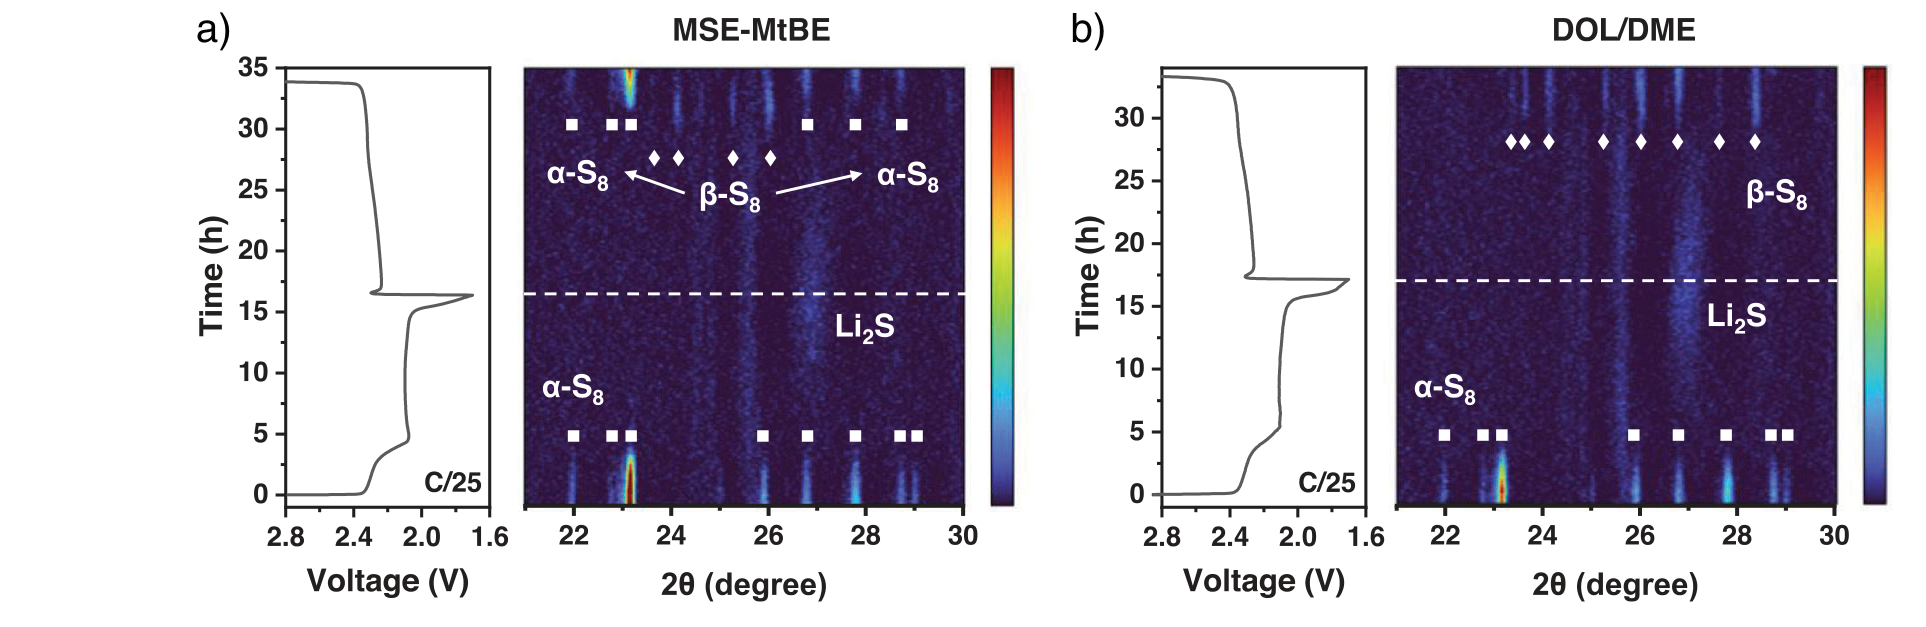 a)
MSE-MtBE
35
30
25
20
15
10
5
0
Time (h)
C/25
2.8 2.4 2.0 1.6
Voltage (V)
α-S₈
β-S₈
α-S₈
Li₂S
α-S₈
22 24 26 28 30
2θ (degree)
b)
DOL/DME
30
25
20
15
10
5
0
Time (h)
C/25
2.8 2.4 2.0 1.6
Voltage (V)
β-S₈
Li₂S
α-S₈
22 24 26 28 30
2θ (degree)